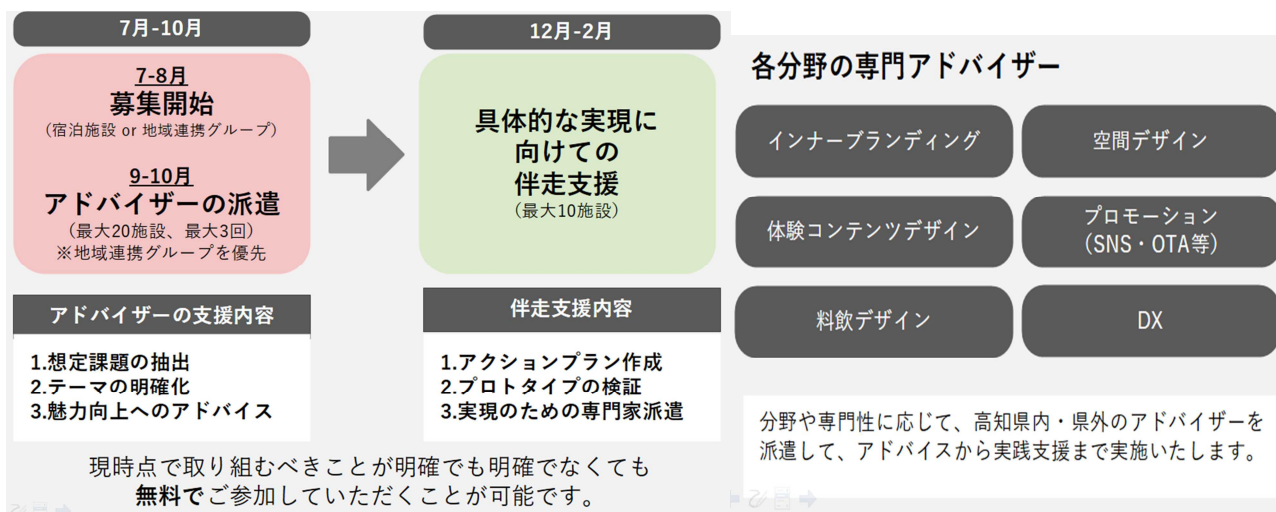 7月-10月
7-8月
募集開始
(宿泊施設 or 地域連携グループ)
9-10月
アドバイザーの派遣
(最大20施設、最大3回)
※地域連携グループを優先
アドバイザーの支援内容
1.想定課題の抽出
2.テーマの明確化
3.魅力向上へのアドバイス
12月-2月
具体的な実現に
向けての
伴走支援
(最大10施設)
伴走支援内容
1.アクションプラン作成
2.プロトタイプの検証
3.実現のための専門家派遣
現時点で取り組むべきことが明確でも明確でなくても
無料でご参加していただくことが可能です。
各分野の専門アドバイザー
インナーブランディング
空間デザイン
体験コンテンツデザイン
プロモーション
(SNS・OTA等)
料飲デザイン
DX
分野や専門性に応じて、高知県内・県外のアドバイザーを
派遣して、アドバイスから実践支援まで実施いたします。